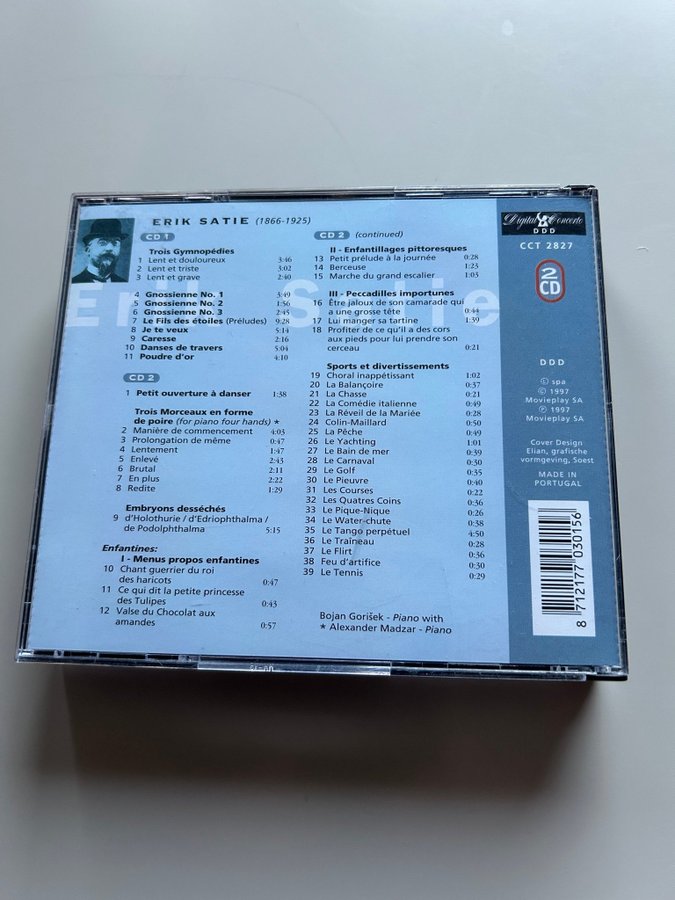 ERIK SATIE (1866-1925)
CD 1
Trois Gymnopédies
1 Lent et douloureux 3:46
2 Lent et triste 3:02
3 Lent et grave 2:40
4 Gnossienne No. 1 3:49
5 Gnossienne No. 2 1:56
6 Gnossienne No. 3 2:45
7 Le Fils des étoiles (Préludes) 9:28
8 Je te veux 5:14
9 Caresse 2:16
10 Danses de travers 5:04
11 Poudre d'or 4:10
CD 2
1 Petit ouverture à danser 1:38
Trois Morceaux en forme
de poire (for piano four hands) *
2 Manière de commencement 4:03
3 Prolongation de même 0:47
4 Lentement 1:47
5 Enlevé 2:43
6 Brutal 2:11
7 En plus 2:22
8 Redite 1:29
Embryons desséchés
9 d'Holothurie / d'Edriophthalma /
de Podolphthalma 5:15
Enfantines:
I - Menus propos enfantines
10 Chant guerrier du roi
des haricots 0:47
11 Ce qui dit la petite princesse
des Tulipes 0:43
12 Valse du Chocolat aux
amandes 0:57
CD 2 (continued)
II - Enfantillages pittoresques
13 Petit prélude à la journée 0:28
14 Berceuse 1:23
15 Marche du grand escalier 1:03
III - Peccadilles importunes
16 Être jaloux de son camarade qui
a une grosse tête 0:44
17 Lui manger sa tartine 1:39
18 Profiter de ce qu'il a des cors
aux pieds pour lui prendre son
cerceau 0:21
Sports et divertissements
19 Choral inappétissant 1:02
20 La Balançoire 0:37
21 La Chasse 0:21
22 La Comédie italienne 0:49
23 La Réveil de la Mariée 0:28
24 Colin-Maillard 0:50
25 La Pêche 0:49
26 Le Yachting 1:01
27 Le Bain de mer 0:39
28 Le Carnaval 0:30
29 Le Golf 0:35
30 Le Pieuvre 0:40
31 Les Courses 0:22
32 Les Quatres Coins 0:36
33 Le Pique-Nique 0:26
34 Le Water-chute 0:38
35 Le Tango perpétuel 4:50
36 Le Traîneau 0:28
37 Le Flirt 0:36
38 Feu d'artifice 0:30
39 Le Tennis 0:29
Bojan Gorišek - Piano with
* Alexander Madzar - Piano
Erik Satie
Digital Concerto
DDD
CCT 2827
2
CD
DDD
Ⓛ spa
© 1997
Movieplay SA
℗ 1997
Movieplay SA
Cover Design
Elian, grafische
vormgeving, Soest
MADE IN
PORTUGAL
8 712177 030156